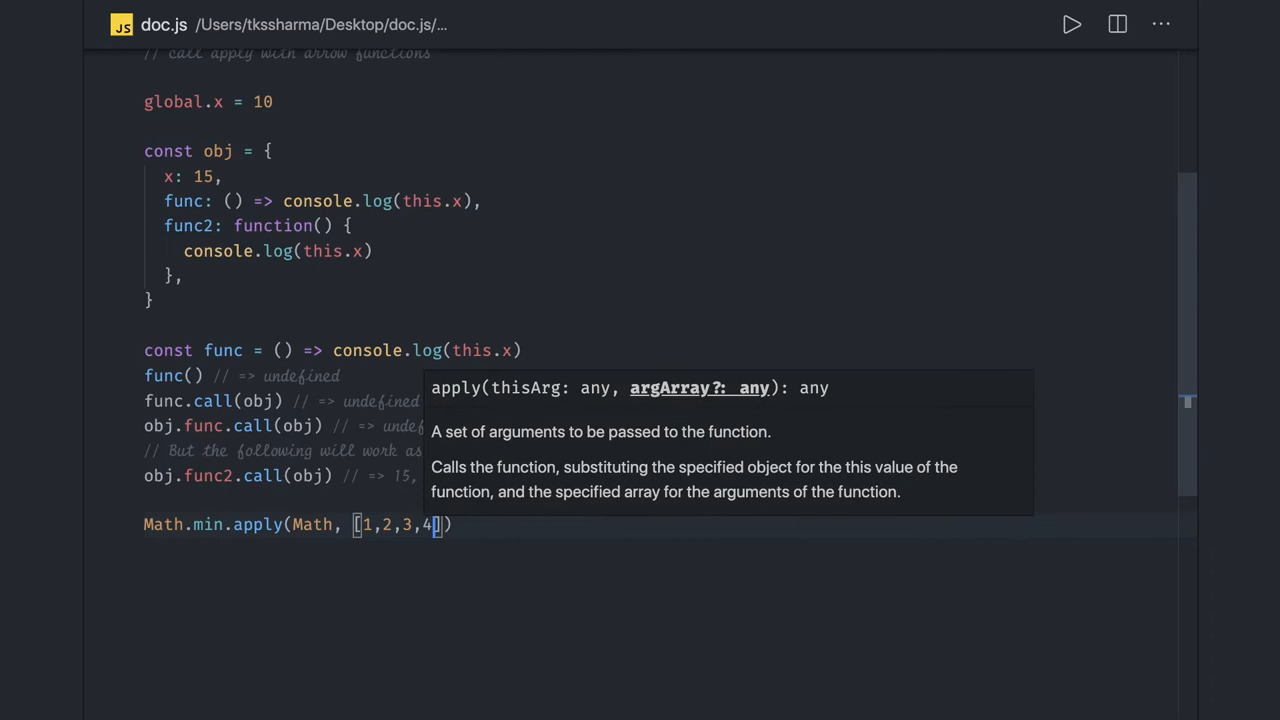 JS doc.js /Users/tkssharma/Desktop/doc.js/...
// call apply with arrow functions
global.x = 10
const obj = {
x: 15,
func: () => console.log(this.x),
func2: function() {
console.log(this.x)
},
}
const func = () => console.log(this.x)
func() // => undefined
func.call(obj) // => undefined
obj.func.call(obj) // => undef
// But the following will work as
obj.func2.call(obj) // => 15,
apply(thisArg: any, argArray?: any): any
A set of arguments to be passed to the function.
Calls the function, substituting the specified object for the this value of the
function, and the specified array for the arguments of the function.
Math.min.apply(Math, [1,2,3,4])